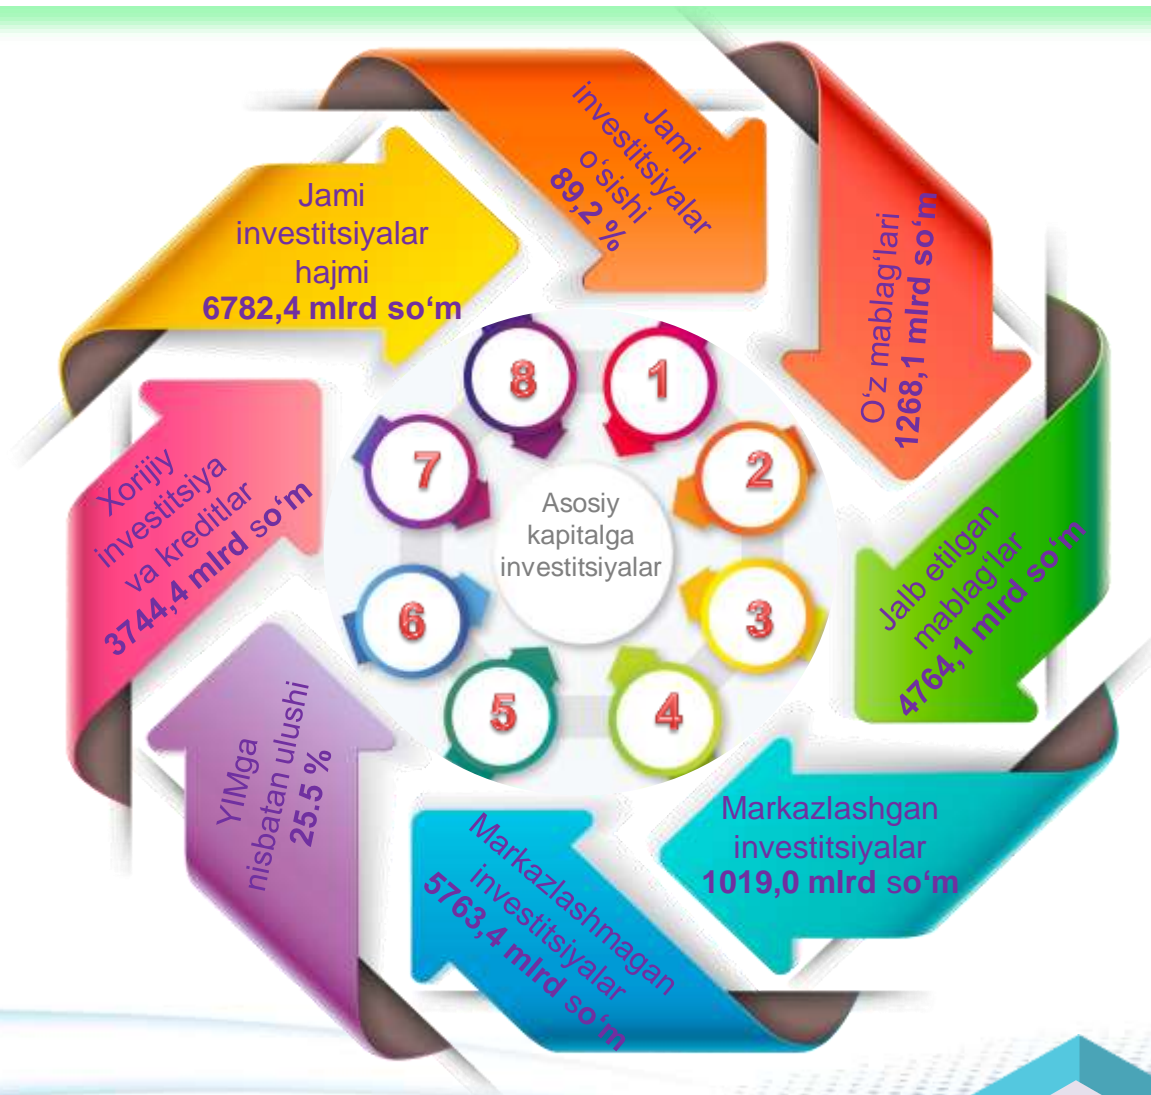 Jami
investitsiyalar
hajmi
6782,4 mlrd so‘m
Jami
investitsiyalar
o‘sishi
89,2 %
O‘z mablag‘lari
1268,1 mlrd so‘m
Jalb etilgan
mablag‘lar
4764,1 mlrd so‘m
Markazlashgan
investitsiyalar
1019,0 mlrd so‘m
Markazlashmagan
investitsiyalar
5763,4 mlrd so‘m
YIMga
nisbatan ulushi
25.5 %
Xorijiy
investitsiya
va kreditlar
3744,4 mlrd so‘m
1
2
3
4
5
6
7
8
Asosiy
kapitalga
investitsiyalar